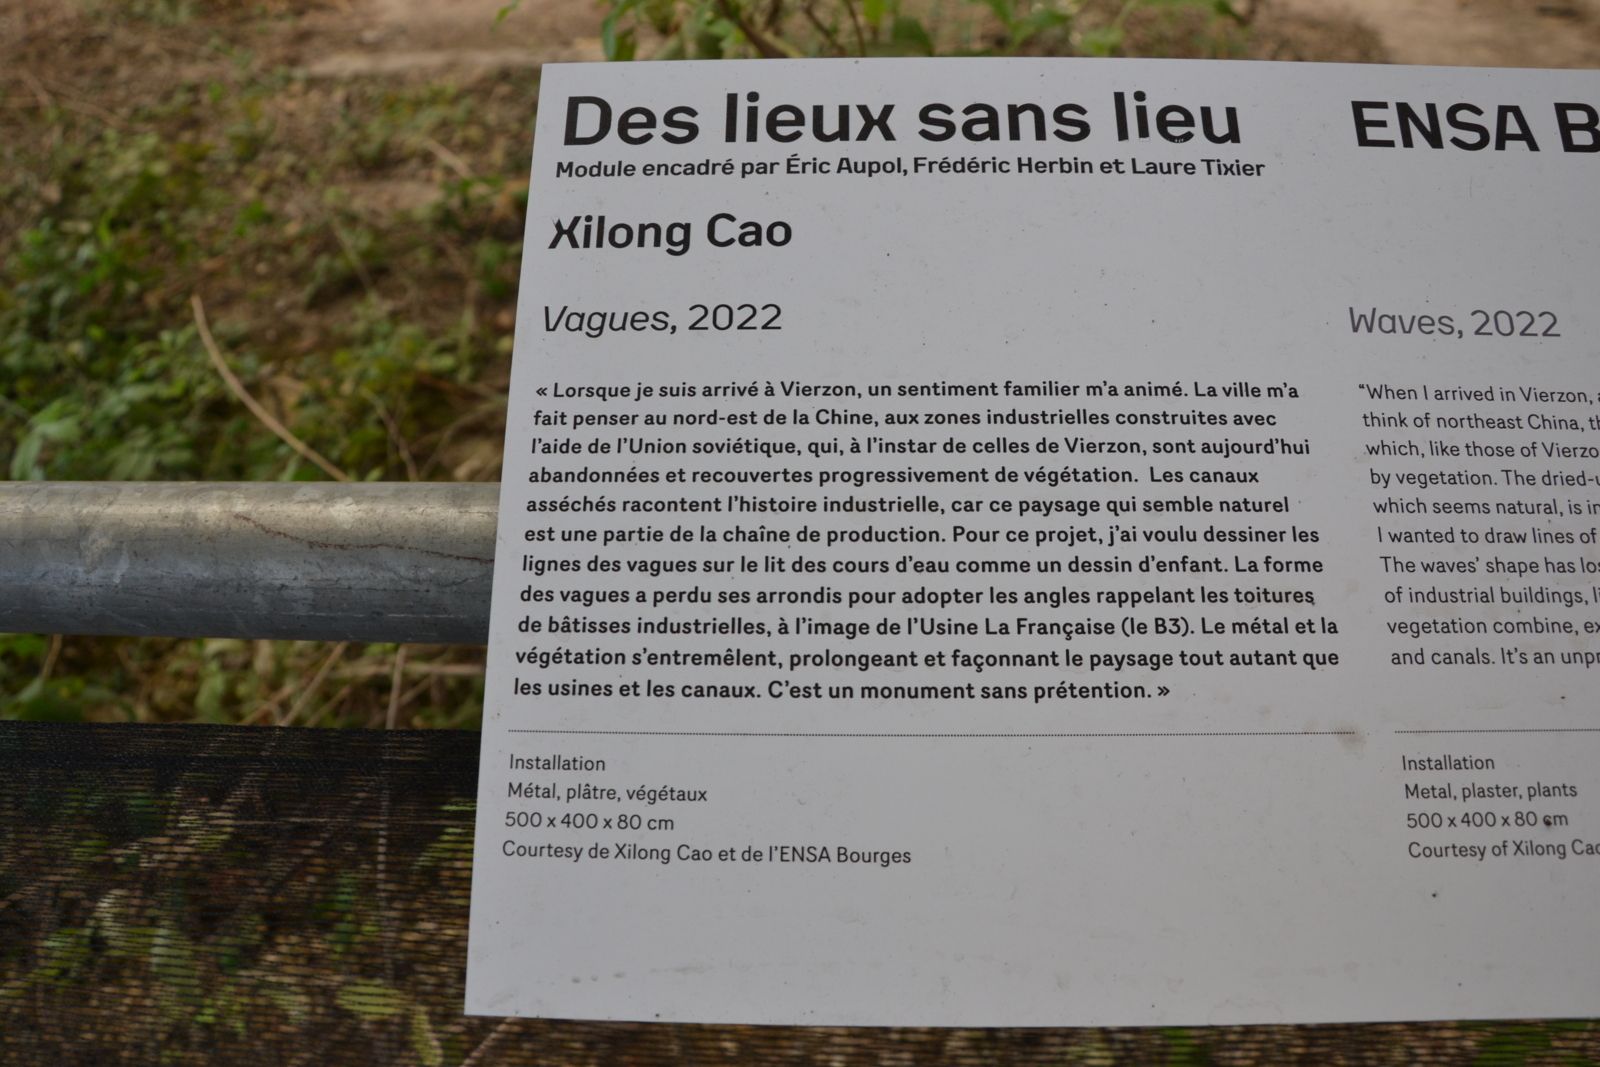 Des lieux sans lieu
Module encadré par Éric Aupol, Frédéric Herbin et Laure Tixier
Xilong Cao
Vagues, 2022
« Lorsque je suis arrivé à Vierzon, un sentiment familier m'a animé. La ville m'a
fait penser au nord-est de la Chine, aux zones industrielles construites avec
l'aide de l'Union soviétique, qui, à l'instar de celles de Vierzon, sont aujourd'hui
abandonnées et recouvertes progressivement de végétation. Les canaux
asséchés racontent l'histoire industrielle, car ce paysage qui semble naturel
est une partie de la chaîne de production. Pour ce projet, j'ai voulu dessiner les
lignes des vagues sur le lit des cours d'eau comme un dessin d'enfant. La forme
des vagues a perdu ses arrondis pour adopter les angles rappelant les toitures
de bâtisses industrielles, à l'image de l'Usine La Française (le B3). Le métal et la
végétation s'entremêlent, prolongeant et façonnant le paysage tout autant que
les usines et les canaux. C'est un monument sans prétention. »
Installation
Métal, plâtre, végétaux
500 x 400 x 80 cm
Courtesy de Xilong Cao et de l'ENSA Bourges
ENSA B
Waves, 2022
"When I arrived in Vierzon,
think of northeast China,
which, like those of
by vegetation. The
which seems natural, is
I wanted to draw lines of
The waves' shape has
of industrial buildings,
vegetation combine,
and canals. It's an
Installation
Metal, plaster, plants
500 x 400 x 80 cm
Courtesy of Xilong